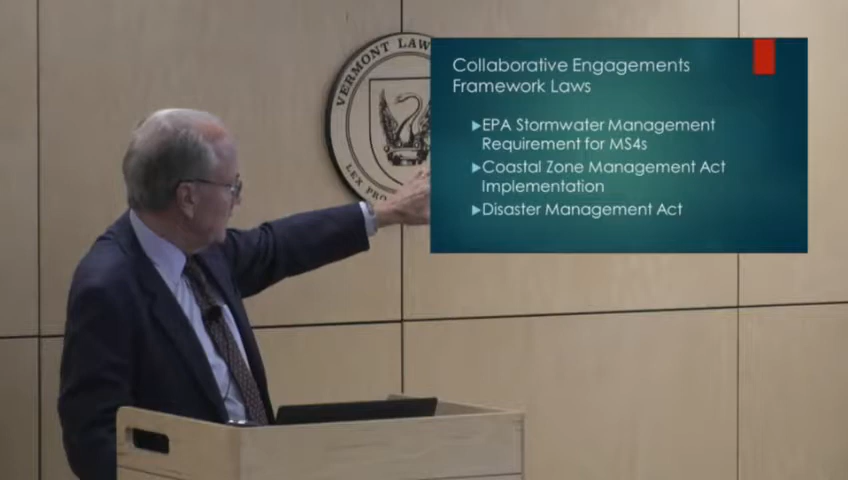 VERMONT LAW
LEX PRO
Collaborative Engagements
Framework Laws
EPA Stormwater Management
Requirement for MS4s
Coastal Zone Management Act
Implementation
Disaster Management Act